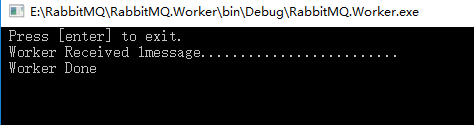 E:\RabbitMQ\RabbitMQ.Worker\bin\Debug\RabbitMQ.Worker.exe
Press [enter] to exit.
Worker Received 1message.........................
Worker Done